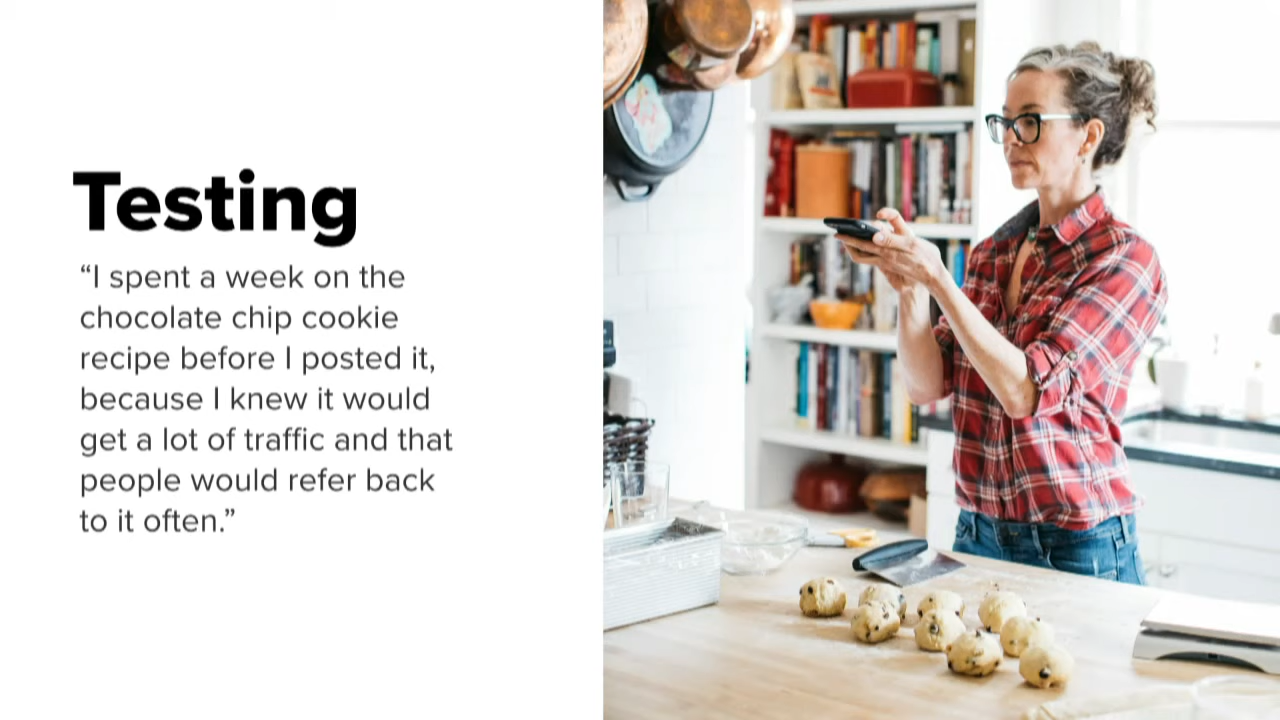 Testing
“I spent a week on the
chocolate chip cookie
recipe before I posted it,
because I knew it would
get a lot of traffic and that
people would refer back
to it often.”